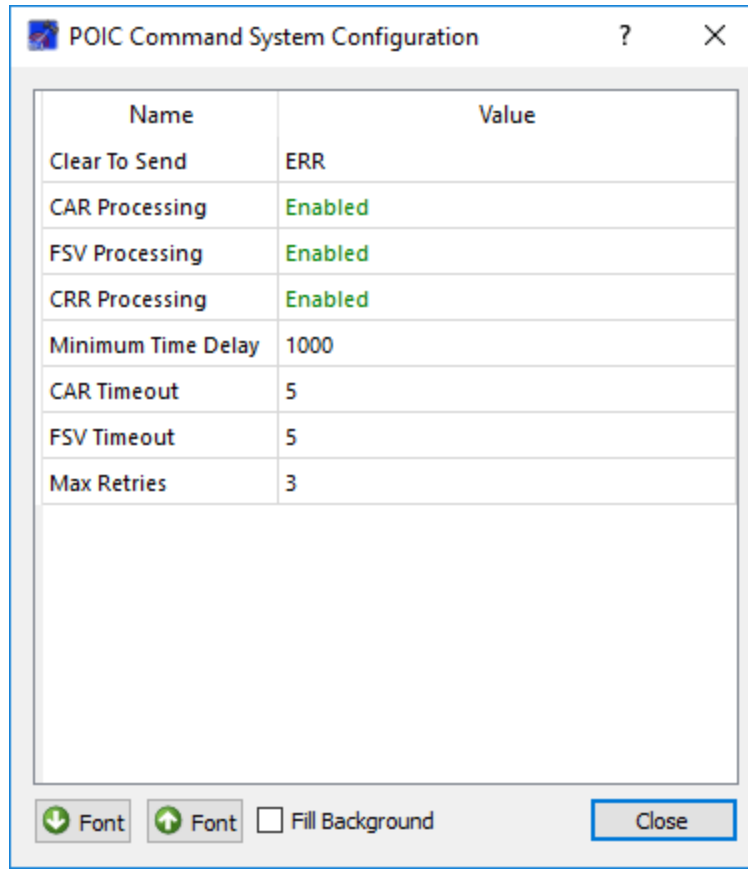 POIC Command System Configuration ?
Name Value
Clear To Send ERR
CAR Processing Enabled
FSV Processing Enabled
CRR Processing Enabled
Minimum Time Delay 1000
CAR Timeout 5
FSV Timeout 5
Max Retries 3
Font Font Fill Background Close